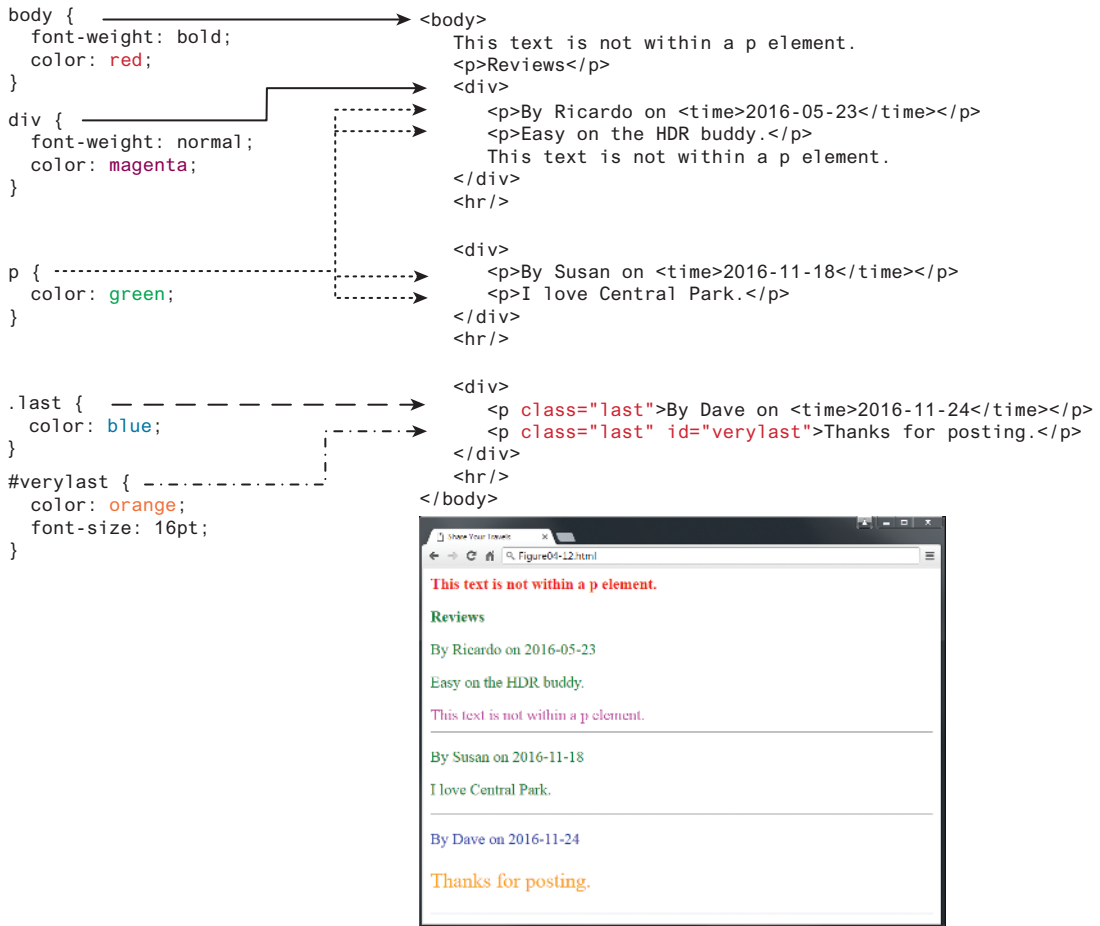 body {
  font-weight: bold;
  color: red;
}
div {
  font-weight: normal;
  color: magenta;
}
p {
  color: green;
}
.last {
  color: blue;
}
#verylast {
  color: orange;
  font-size: 16pt;
}
<body>
   This text is not within a p element.
   <p>Reviews</p>
   <div>
      <p>By Ricardo on <time>2016-05-23</time></p>
      <p>Easy on the HDR buddy.</p>
      This text is not within a p element.
   </div>
   <hr/>
   <div>
      <p>By Susan on <time>2016-11-18</time></p>
      <p>I love Central Park.</p>
   </div>
   <hr/>
   <div>
      <p class="last">By Dave on <time>2016-11-24</time></p>
      <p class="last" id="verylast">Thanks for posting.</p>
   </div>
   <hr/>
</body>
Share Your Travels
Figure04-12.html
This text is not within a p element.
Reviews
By Ricardo on 2016-05-23
Easy on the HDR buddy.
This text is not within a p element.
By Susan on 2016-11-18
I love Central Park.
By Dave on 2016-11-24
Thanks for posting.